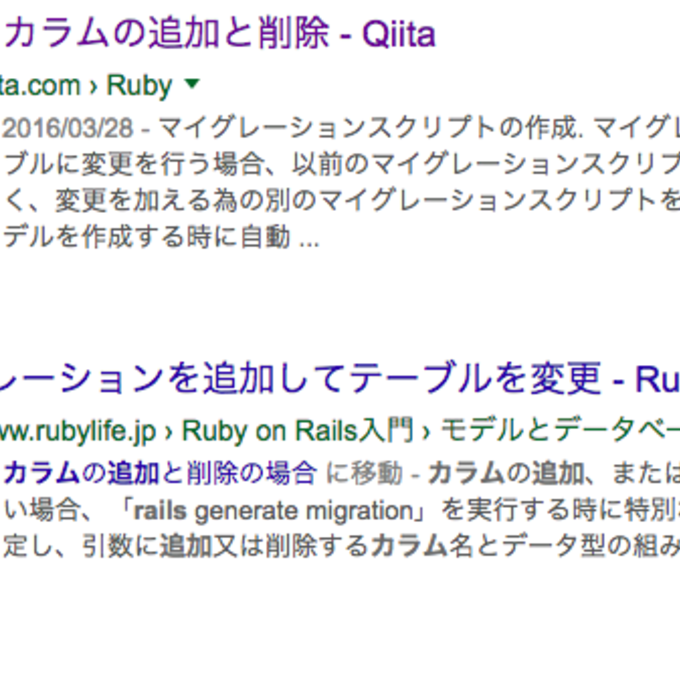 カラムの追加と削除 - Qiita
ta.com › Ruby
2016/03/28 - マイグレーションスクリプトの作成. マイグレ
ブルに変更を行う場合、以前のマイグレーションスクリプ
く、変更を加える為の別のマイグレーションスクリプトを
デルを作成する時に自動 ...
レーションを追加してテーブルを変更 - Ru
ww.rubylife.jp › Ruby on Rails入門 › モデルとデータベー
カラムの追加と削除の場合 に移動 - カラムの追加、または
い場合、「rails generate migration」を実行する時に特別
定し、引数に追加又は削除するカラム名とデータ型の組み